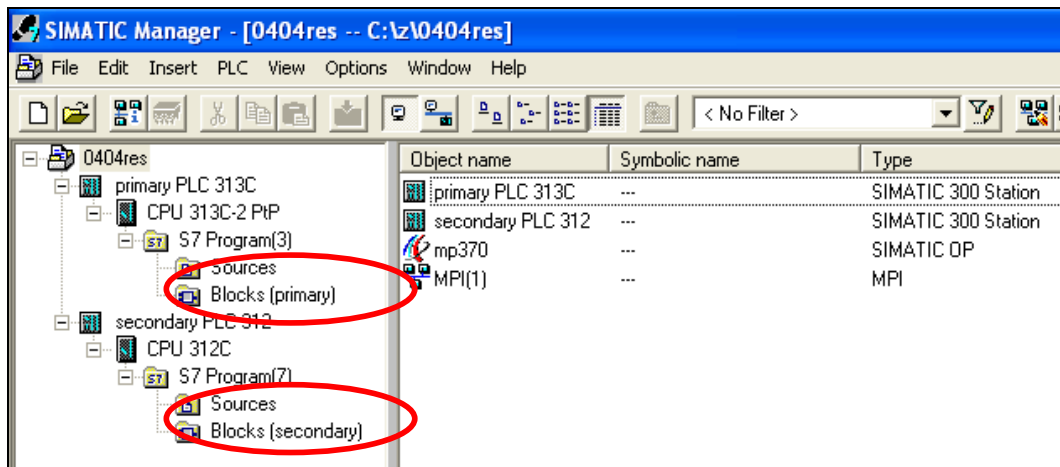 SIMATIC Manager - [0404res -- C:\z\0404res]
File Edit Insert PLC View Options Window Help
< No Filter >
0404res
primary PLC 313C
CPU 313C-2 PtP
S7 Program(3)
Sources
Blocks (primary)
secondary PLC 312
CPU 312C
S7 Program(7)
Sources
Blocks (secondary)
Object name Symbolic name Type
primary PLC 313C --- SIMATIC 300 Station
secondary PLC 312 --- SIMATIC 300 Station
mp370 --- SIMATIC OP
MPI(1) --- MPI